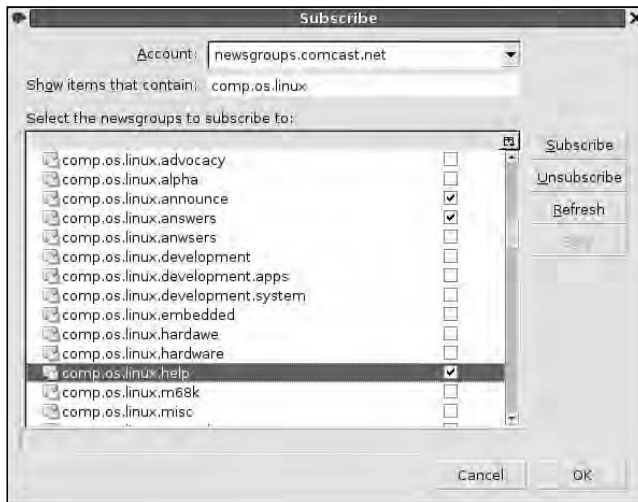 Subscribe
Account: newsgroups.comcast.net
Show items that contain: comp.os.linux
Select the newsgroups to subscribe to:
comp.os.linux.advocacy
comp.os.linux.alpha
comp.os.linux.announce
comp.os.linux.answers
comp.os.linux.anwsers
comp.os.linux.development
comp.os.linux.development.apps
comp.os.linux.development.system
comp.os.linux.embedded
comp.os.linux.hardawe
comp.os.linux.hardware
comp.os.linux.help
comp.os.linux.m68k
comp.os.linux.misc
Subscribe
Unsubscribe
Refresh
Cancel
OK